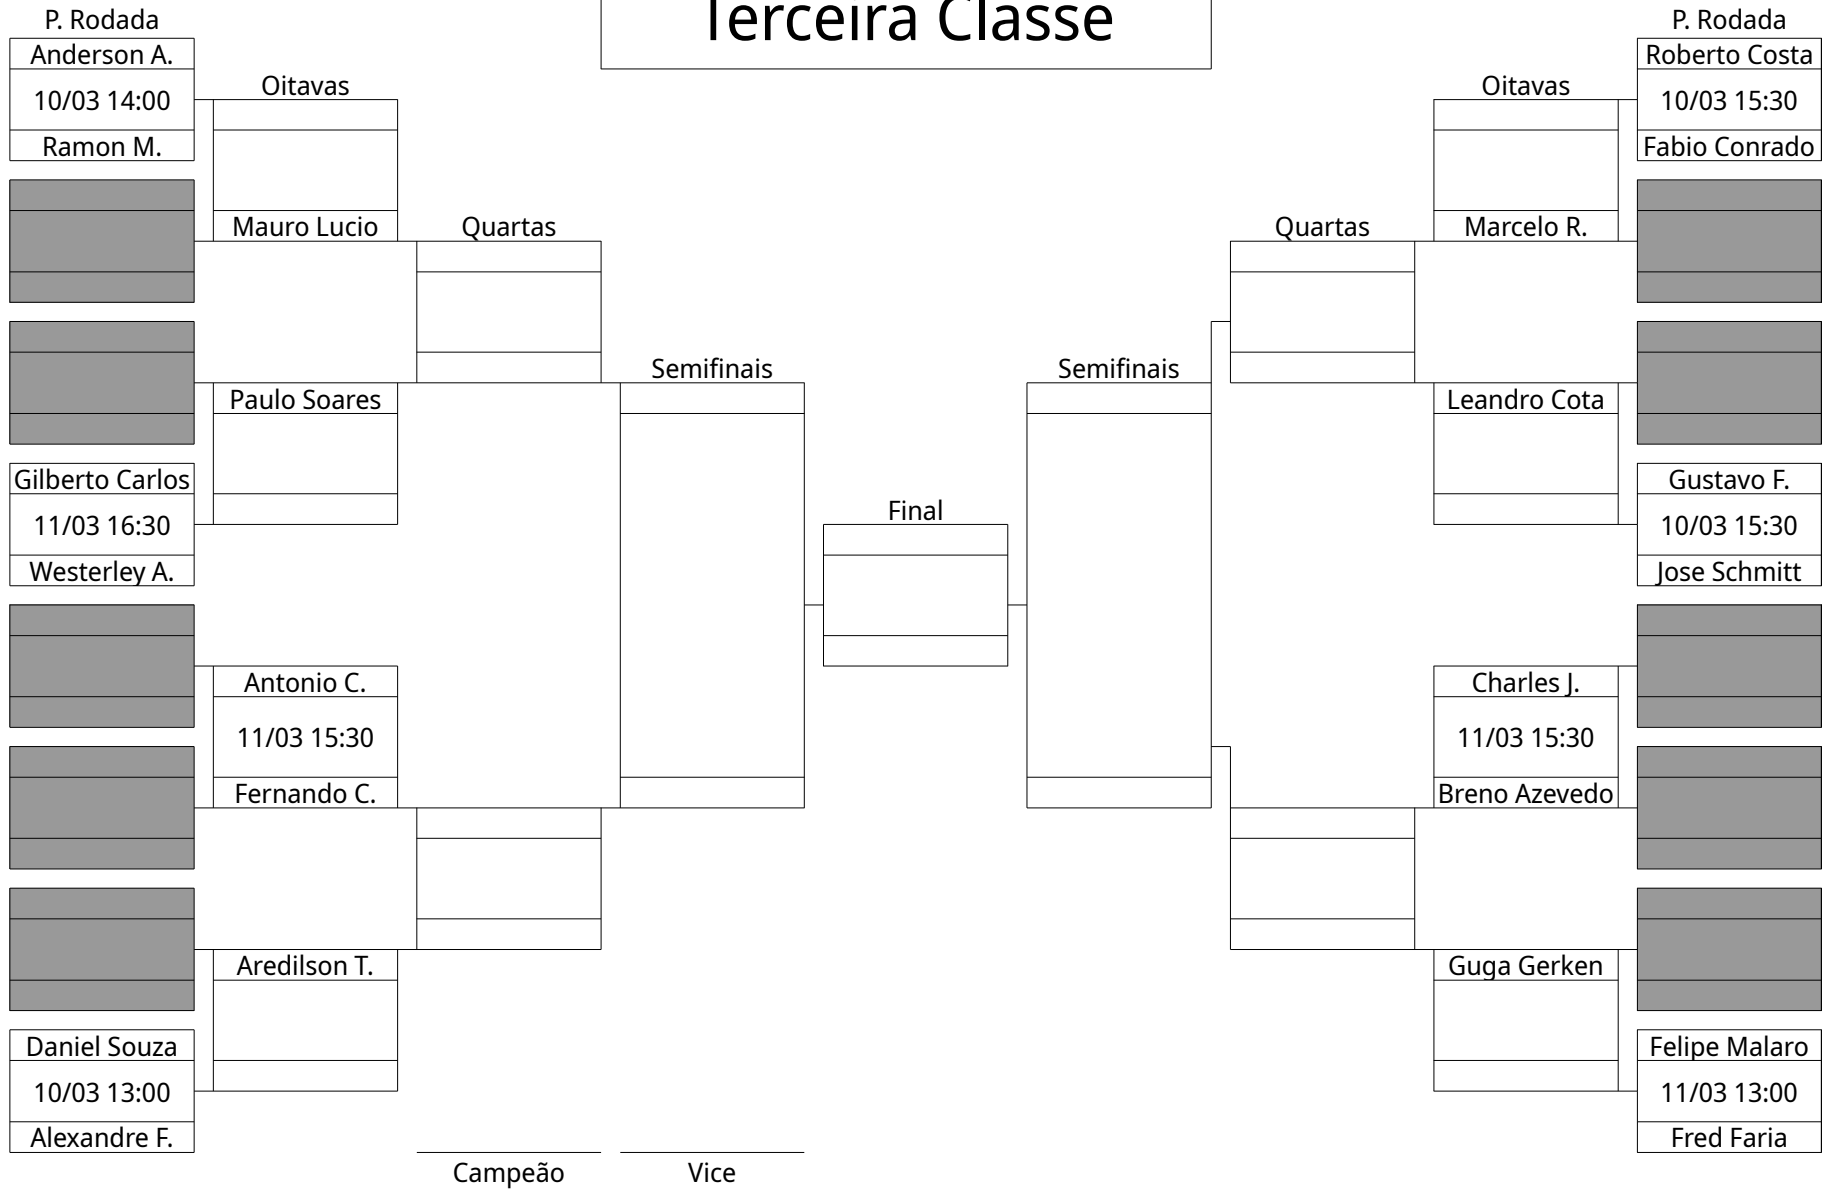 Terceira Classe
P. Rodada
Anderson A.
10/03 14:00
Ramon M.
Gilberto Carlos
11/03 16:30
Westerley A.
Daniel Souza
10/03 13:00
Alexandre F.
Oitavas
Mauro Lucio
Paulo Soares
Antonio C.
11/03 15:30
Fernando C.
Aredilson T.
Quartas
Semifinais
Final
Semifinais
Quartas
Oitavas
Marcelo R.
Leandro Cota
Charles J.
11/03 15:30
Breno Azevedo
Guga Gerken
P. Rodada
Roberto Costa
10/03 15:30
Fabio Conrado
Gustavo F.
10/03 15:30
Jose Schmitt
Felipe Malaro
11/03 13:00
Fred Faria
Campeão
Vice